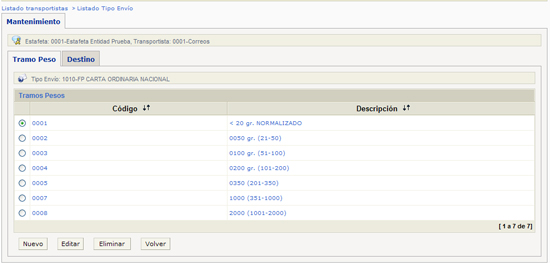 Listado transportistas > Listado Tipo Envío
Mantenimiento
Estafeta: 0001-Estafeta Entidad Prueba, Transportista: 0001-Correos
Tramo Peso Destino
Tipo Envío: 1010-FP CARTA ORDINARIA NACIONAL
Tramos Pesos
Código Descripción
0001 < 20 gr. NORMALIZADO
0002 0050 gr. (21-50)
0003 0100 gr. (51-100)
0004 0200 gr. (101-200)
0005 0350 (201-350)
0007 1000 (351-1000)
0008 2000 (1001-2000)
[ 1 a 7 de 7]
Nuevo Editar Eliminar Volver